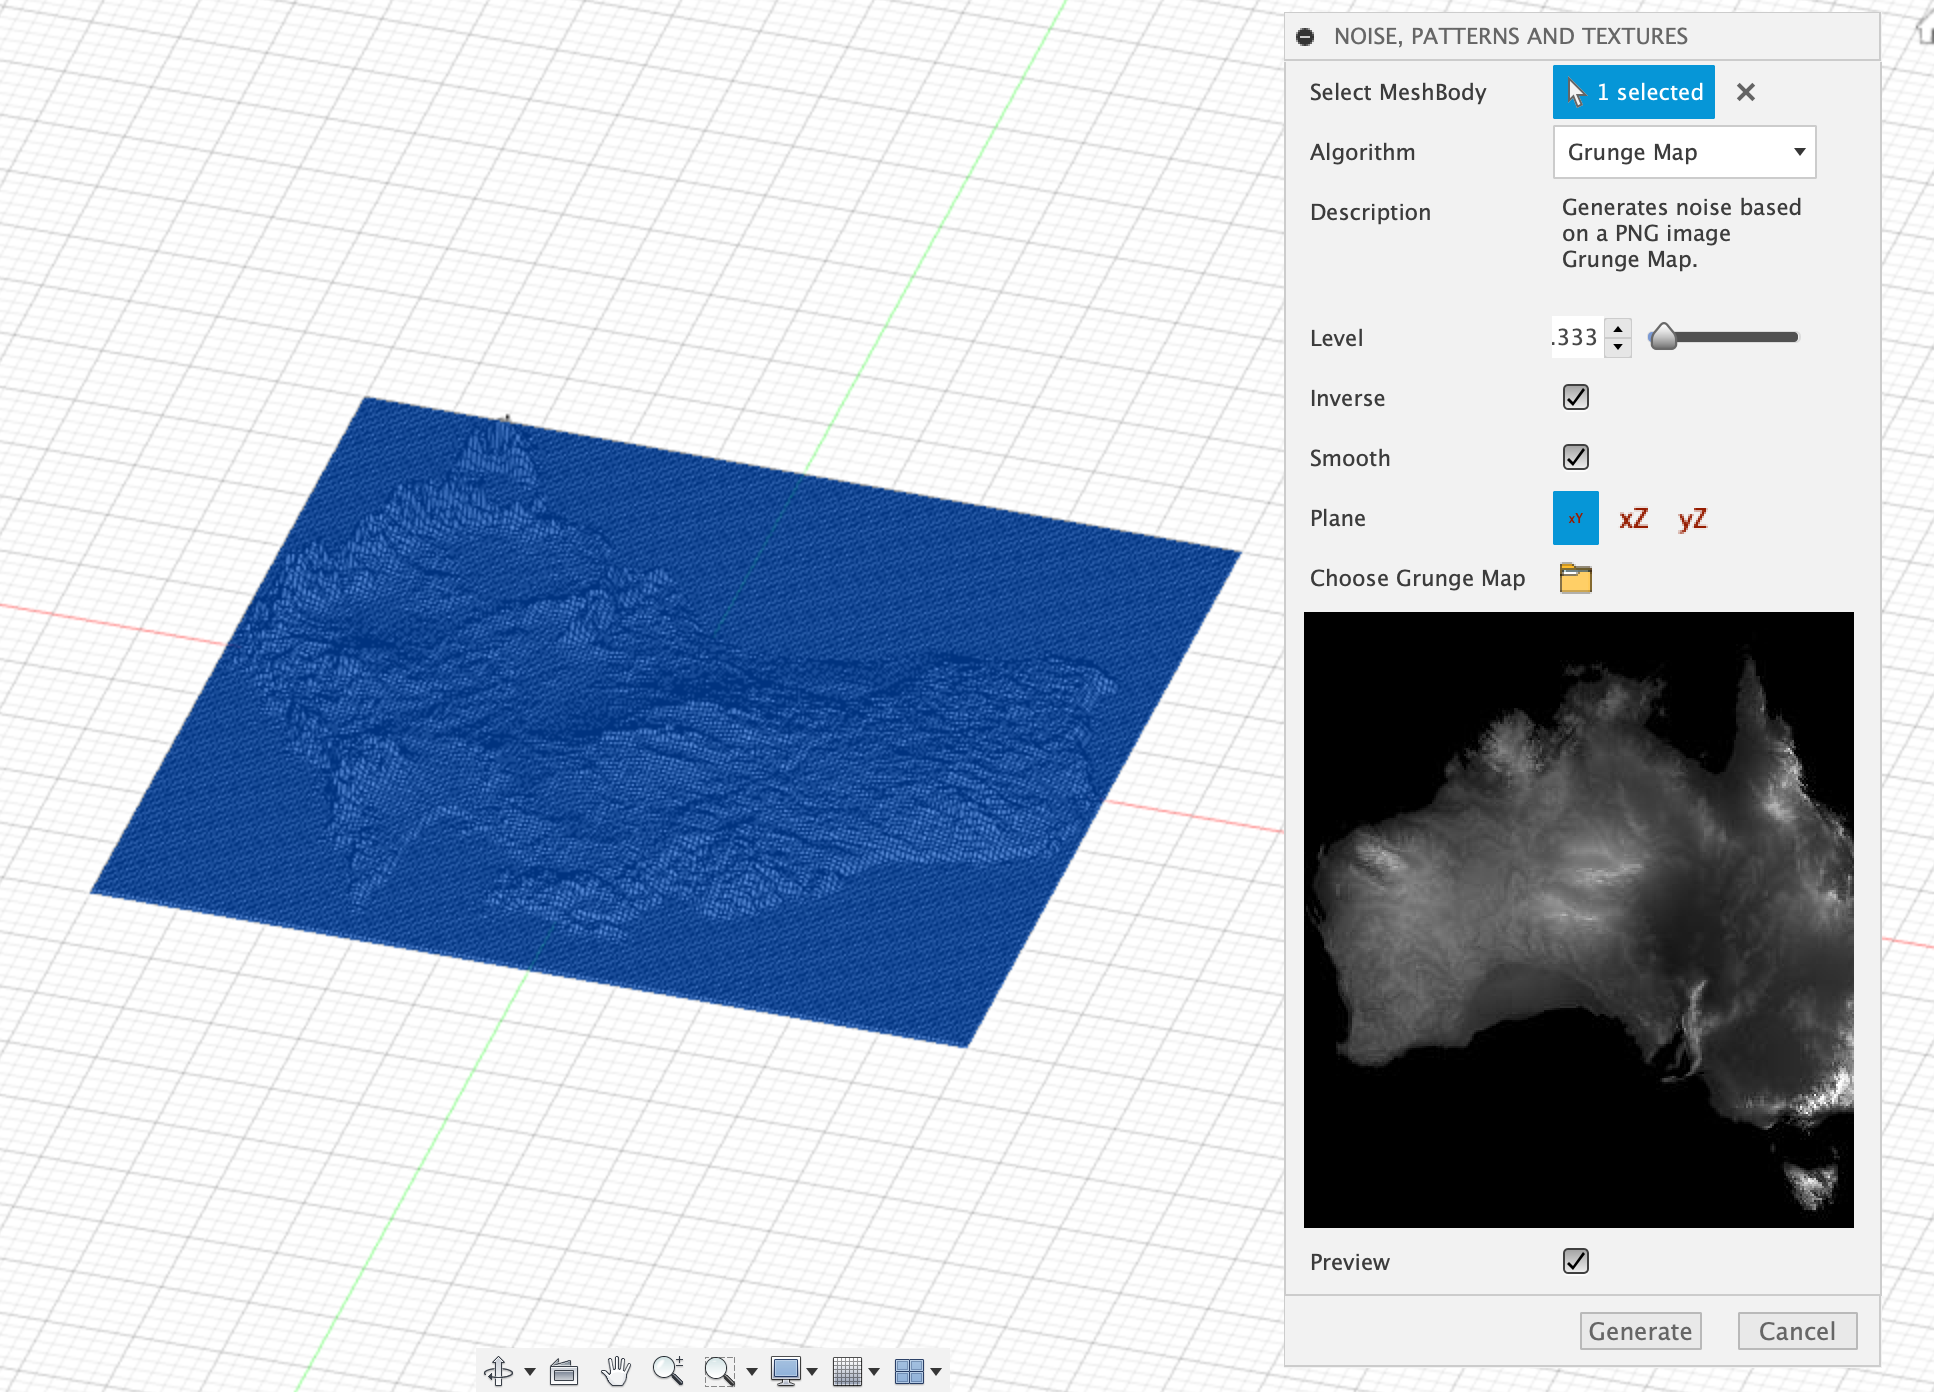 NOISE, PATTERNS AND TEXTURES
Select MeshBody 1 selected
Algorithm Grunge Map
Description Generates noise based
on a PNG image
Grunge Map.
Level .333
Inverse
Smooth
Plane xY xZ yZ
Choose Grunge Map
Preview
Generate Cancel